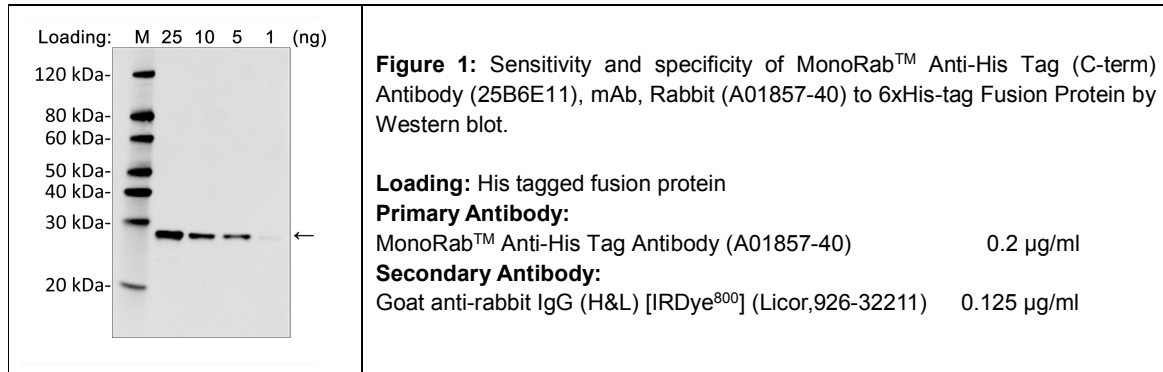 Loading: M 25 10 5 1 (ng)
120 kDa-
80 kDa-
60 kDa-
50 kDa-
40 kDa-
30 kDa-
←
20 kDa-
Figure 1: Sensitivity and specificity of MonoRab™ Anti-His Tag (C-term)
Antibody (25B6E11), mAb, Rabbit (A01857-40) to 6xHis-tag Fusion Protein by
Western blot.
Loading: His tagged fusion protein
Primary Antibody:
MonoRab™ Anti-His Tag Antibody (A01857-40) 0.2 µg/ml
Secondary Antibody:
Goat anti-rabbit IgG (H&L) [IRDye⁸⁰⁰] (Licor,926-32211) 0.125 µg/ml